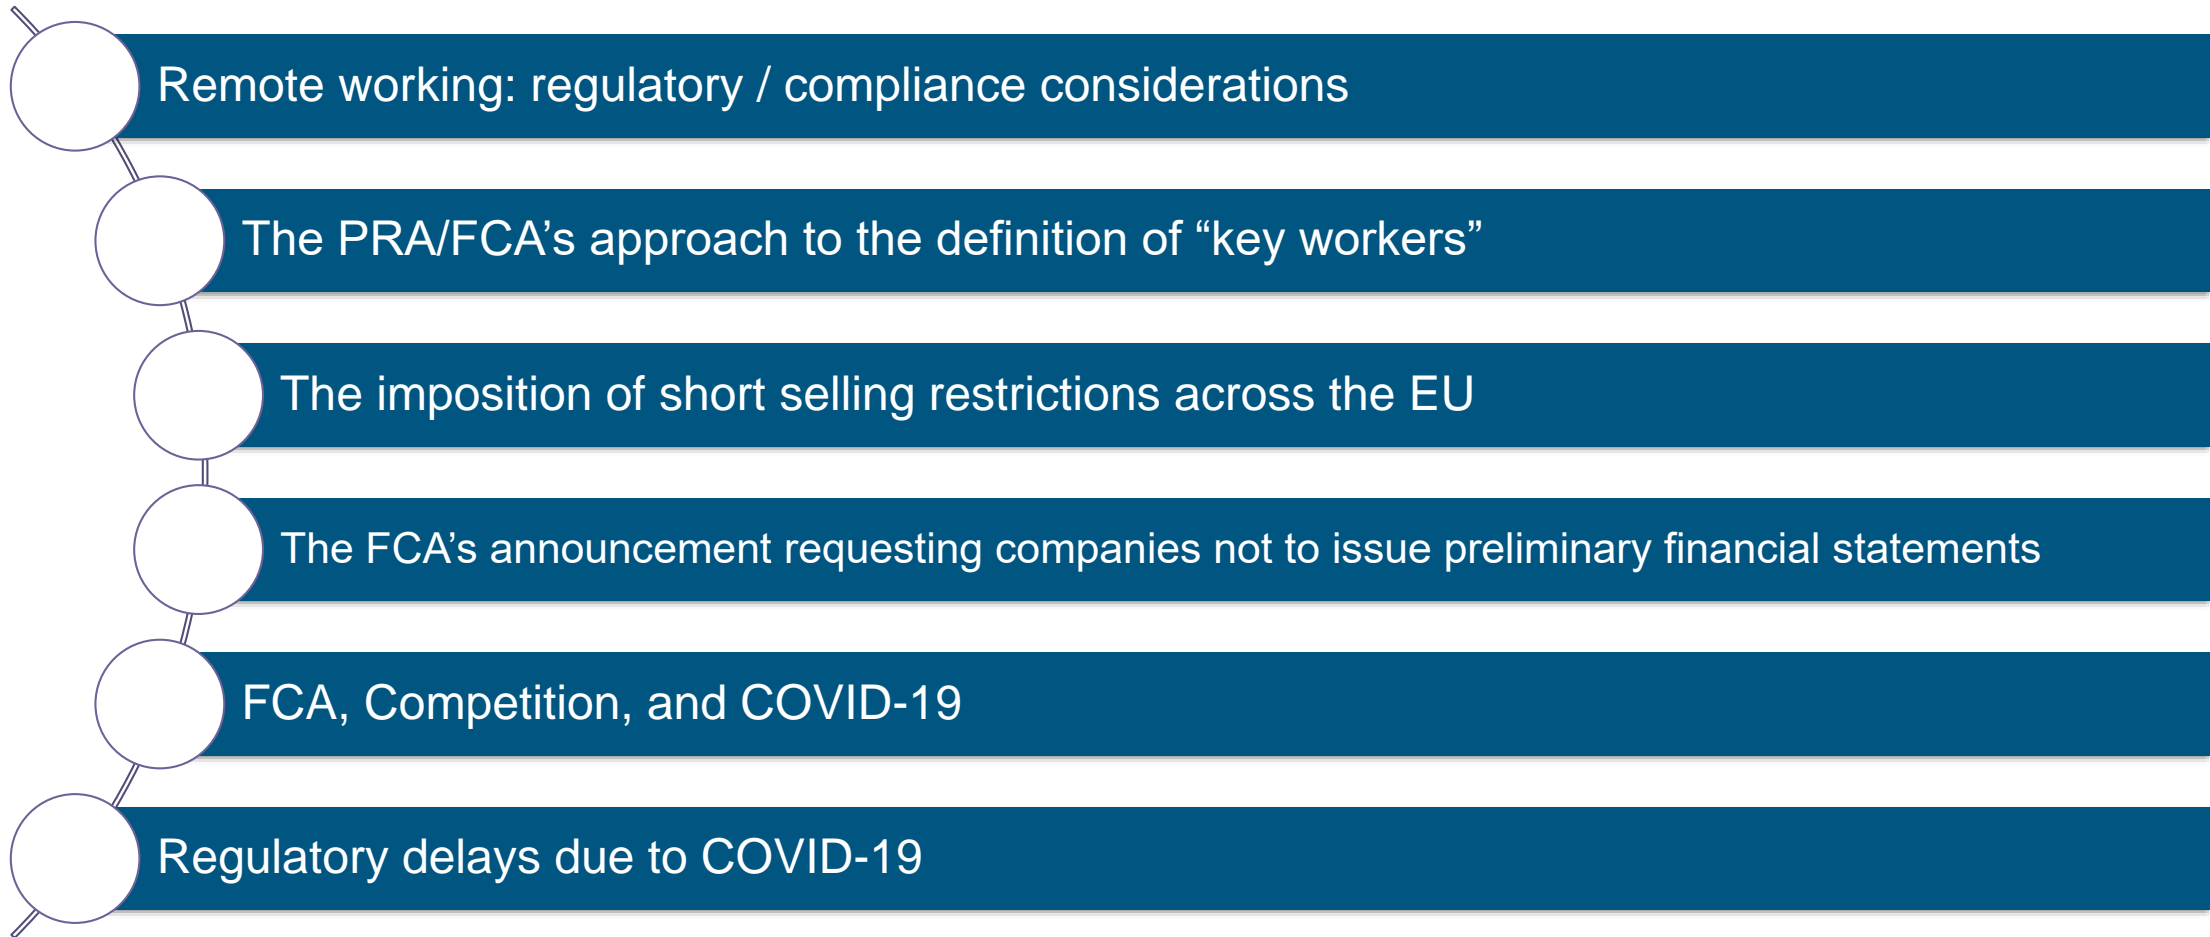 Remote working: regulatory / compliance considerations
The PRA/FCA’s approach to the definition of “key workers”
The imposition of short selling restrictions across the EU
The FCA’s announcement requesting companies not to issue preliminary financial statements
FCA, Competition, and COVID-19
Regulatory delays due to COVID-19